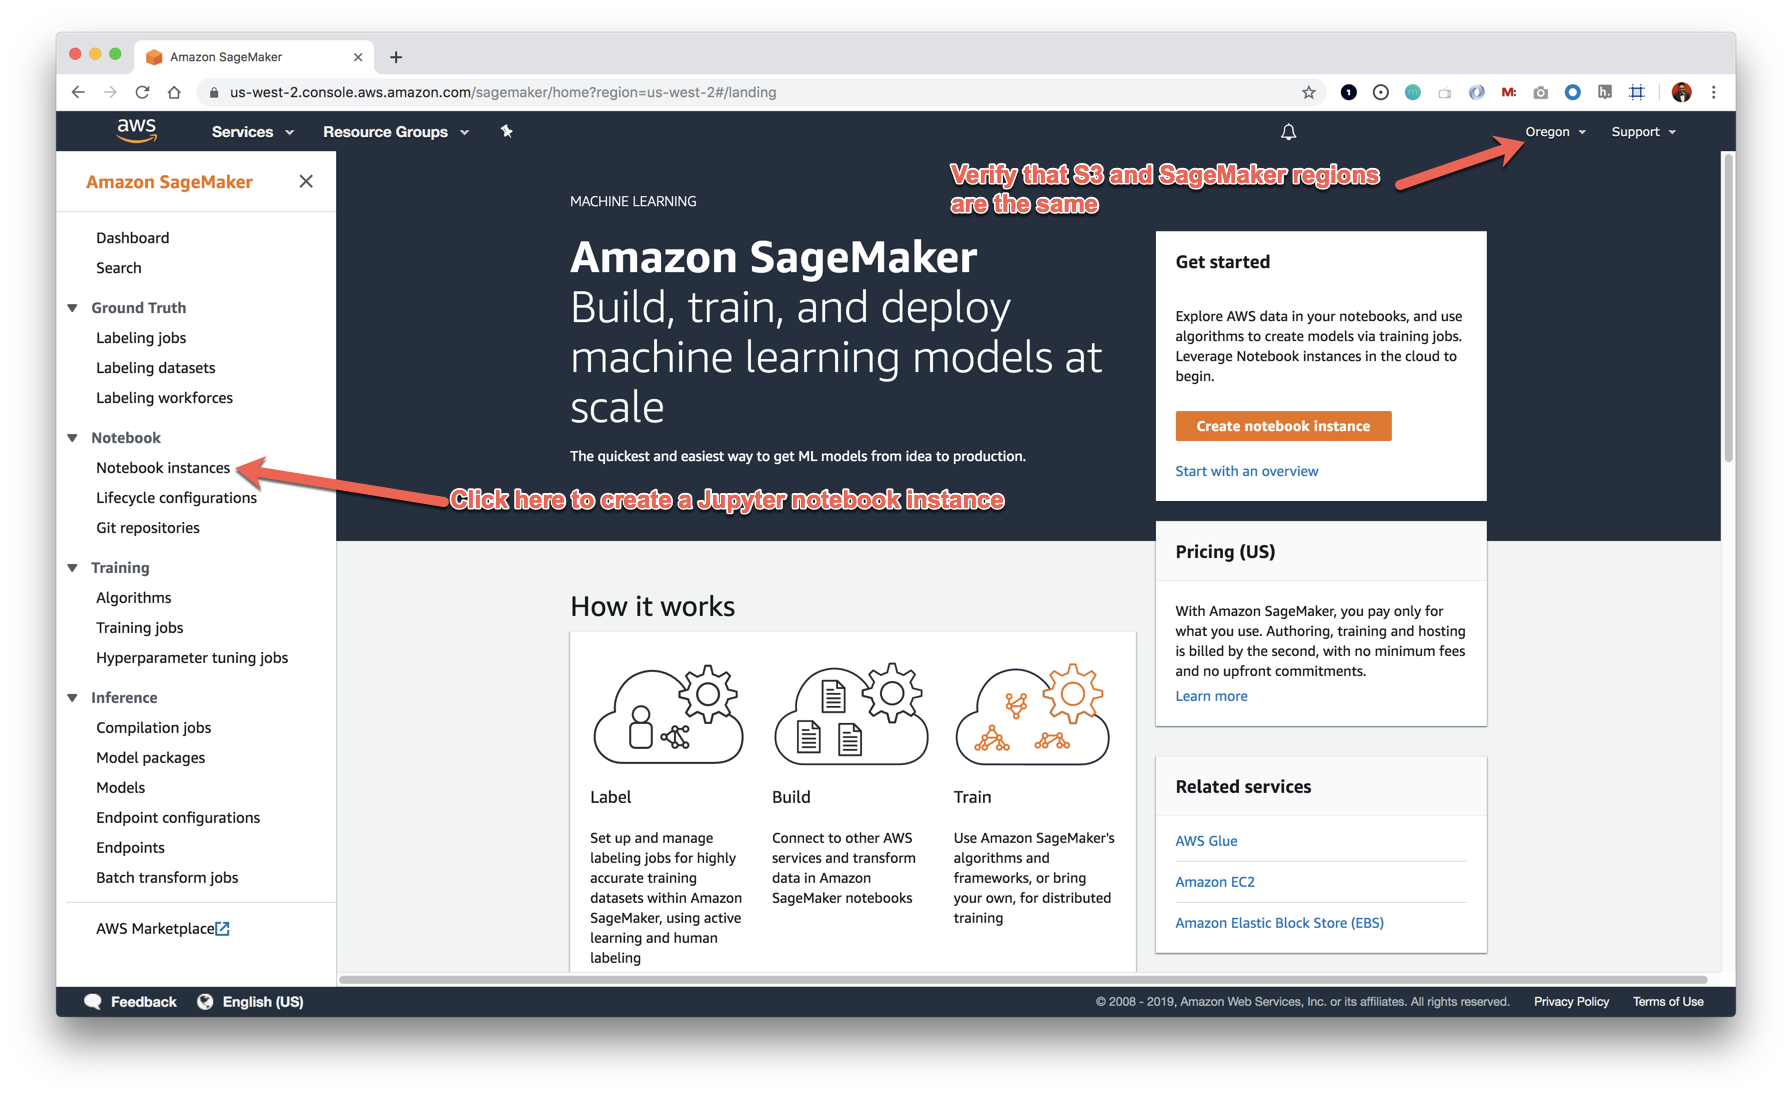 Amazon SageMaker
us-west-2.console.aws.amazon.com/sagemaker/home?region=us-west-2#/landing
aws
Services
Resource Groups
Oregon
Support
Verify that S3 and SageMaker regions
are the same
Amazon SageMaker
Dashboard
Search
Ground Truth
Labeling jobs
Labeling datasets
Labeling workforces
Notebook
Notebook instances
Lifecycle configurations
Git repositories
Training
Algorithms
Training jobs
Hyperparameter tuning jobs
Inference
Compilation jobs
Model packages
Models
Endpoint configurations
Endpoints
Batch transform jobs
AWS Marketplace
MACHINE LEARNING
Amazon SageMaker
Build, train, and deploy
machine learning models at
scale
The quickest and easiest way to get ML models from idea to production.
Click here to create a Jupyter notebook instance
Get started
Explore AWS data in your notebooks, and use
algorithms to create models via training jobs.
Leverage Notebook instances in the cloud to
begin.
Create notebook instance
Start with an overview
Pricing (US)
With Amazon SageMaker, you pay only for
what you use. Authoring, training and hosting
is billed by the second, with no minimum fees
and no upfront commitments.
Learn more
How it works
Label
Set up and manage
labeling jobs for highly
accurate training
datasets within Amazon
SageMaker, using active
learning and human
labeling
Build
Connect to other AWS
services and transform
data in Amazon
SageMaker notebooks
Train
Use Amazon SageMaker's
algorithms and
frameworks, or bring
your own, for distributed
training
Related services
AWS Glue
Amazon EC2
Amazon Elastic Block Store (EBS)
Feedback
English (US)
© 2008 - 2019, Amazon Web Services, Inc. or its affiliates. All rights reserved.
Privacy Policy
Terms of Use